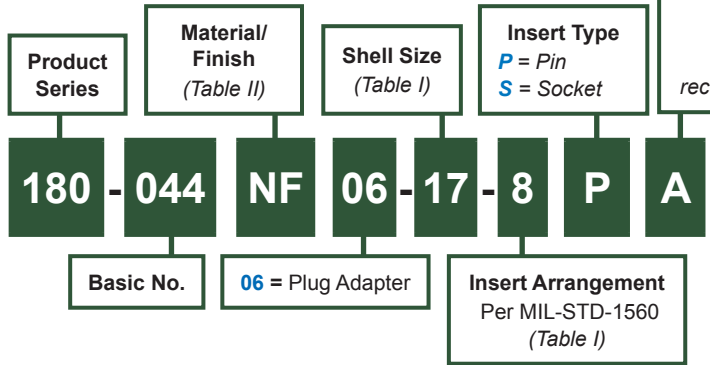 Product
Series
Material/
Finish
(Table II)
Shell Size
(Table I)
Insert Type
P = Pin
S = Socket
rec
180 - 044 NF 06 - 17 - 8 P A
Basic No.
06 = Plug Adapter
Insert Arrangement
Per MIL-STD-1560
(Table I)